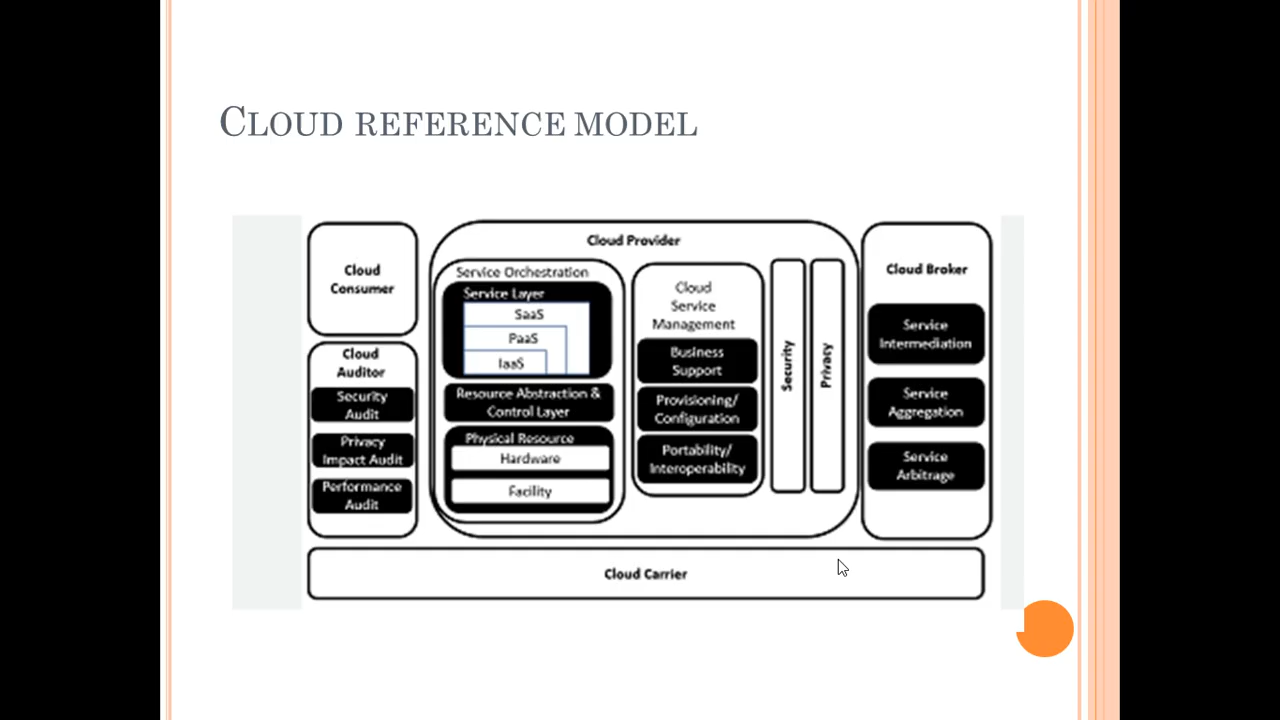 CLOUD REFERENCE MODEL
Cloud
Consumer
Cloud
Auditor
Security
Audit
Privacy
Impact Audit
Performance
Audit
Cloud Provider
Service Orchestration
Service Layer
SaaS
PaaS
IaaS
Resource Abstraction &
Control Layer
Physical Resource
Hardware
Facility
Cloud
Service
Management
Business
Support
Provisioning/
Configuration
Portability/
Interoperability
Security
Privacy
Cloud Broker
Service
Intermediation
Service
Aggregation
Service
Arbitrage
Cloud Carrier